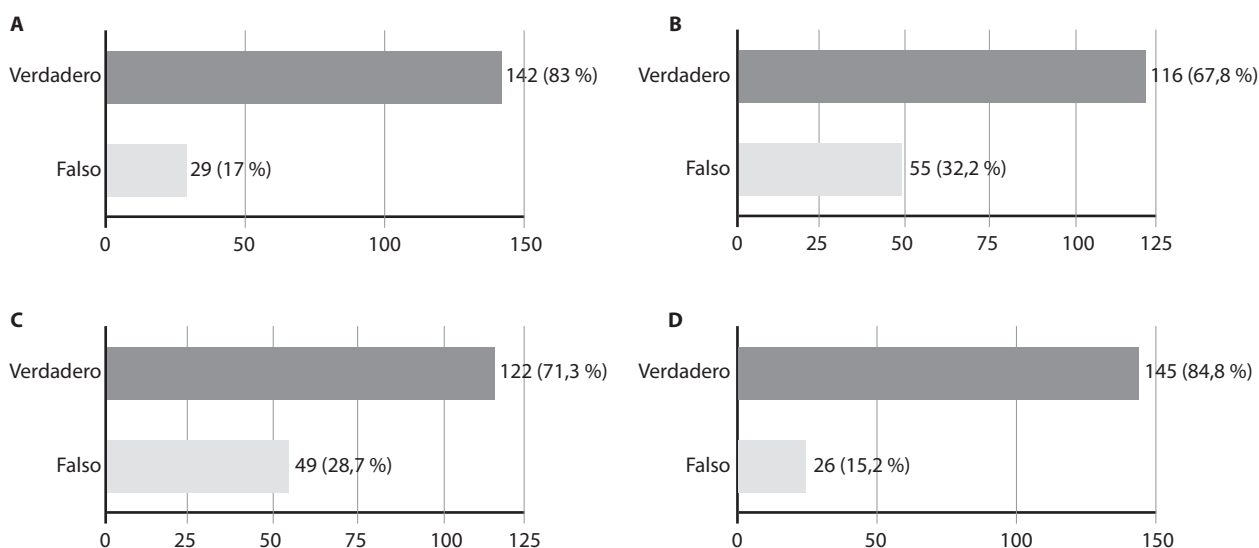 A
Verdadero 142 (83 %)
Falso 29 (17 %)
0 50 100 150
B
Verdadero 116 (67,8 %)
Falso 55 (32,2 %)
0 25 50 75 100 125
C
Verdadero 122 (71,3 %)
Falso 49 (28,7 %)
0 25 50 75 100 125
D
Verdadero 145 (84,8 %)
Falso 26 (15,2 %)
0 50 100 150